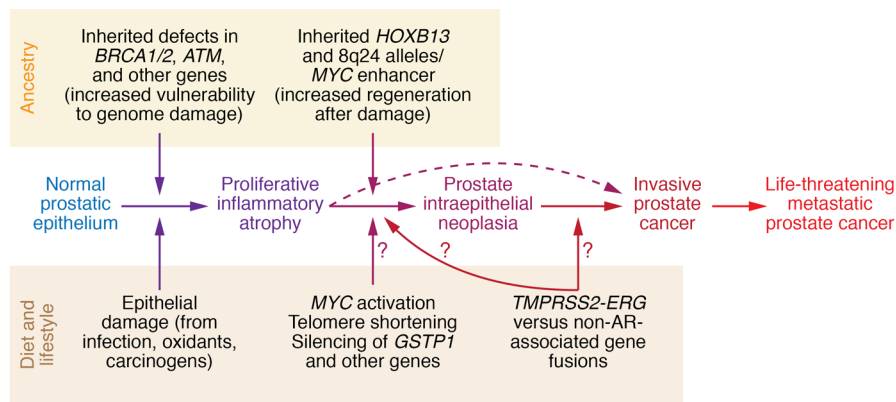 Ancestry
Inherited defects in
BRCA1/2, ATM,
and other genes
(increased vulnerability
to genome damage)
Inherited HOXB13
and 8q24 alleles/
MYC enhancer
(increased regeneration
after damage)
Normal
prostatic
epithelium
Proliferative
inflammatory
atrophy
Prostate
intraepithelial
neoplasia
Invasive
prostate
cancer
Life-threatening
metastatic
prostate cancer
?
?
?
Diet and
lifestyle
Epithelial
damage (from
infection, oxidants,
carcinogens)
MYC activation
Telomere shortening
Silencing of GSTP1
and other genes
TMPRSS2-ERG
versus non-AR-
associated gene
fusions